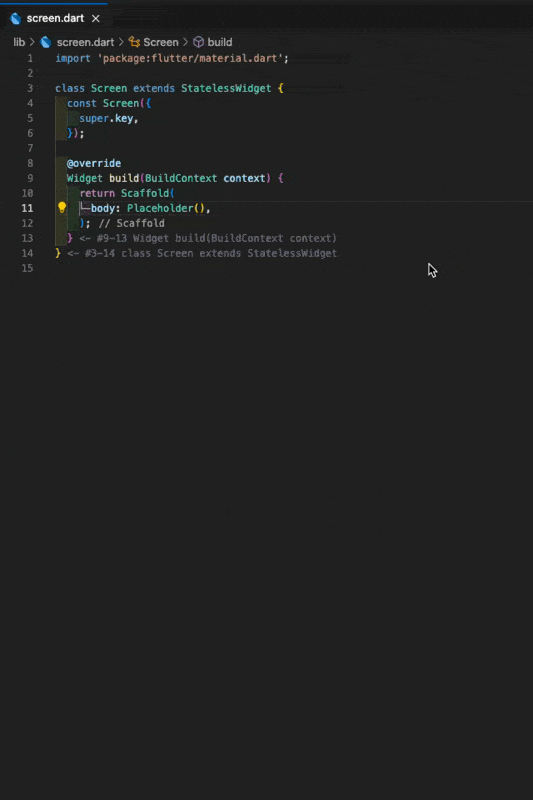 screen.dart
lib > screen.dart > Screen > build
1 import 'package:flutter/material.dart';
2
3 class Screen extends StatelessWidget {
4 const Screen({
5 super.key,
6 });
7
8 @override
9 Widget build(BuildContext context) {
10 return Scaffold(
11 body: Placeholder(),
12 ); // Scaffold
13 } <- #9-13 Widget build(BuildContext context)
14 } <- #3-14 class Screen extends StatelessWidget
15